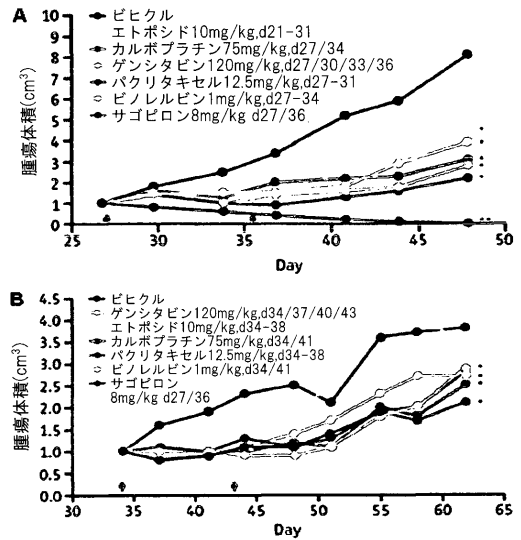 A
ビヒクル
エトポシド10mg/kg,d21-31
カルボプラチン75mg/kg,d27/34
ゲンシタビン120mg/kg,d27/30/33/36
パクリタキセル12.5mg/kg,d27-31
ビノレルビン1mg/kg,d27-34
サゴピロン8mg/kg d27/36
腫瘍体積(cm³)
10
9
8
7
6
5
4
3
2
1
0
25 30 35 40 45 50
Day
B
ビヒクル
ゲンシタビン120mg/kg,d34/37/40/43
エトポシド10mg/kg,d34-38
カルボプラチン75mg/kg,d34/41
パクリタキセル12.5mg/kg,d34-38
ビノレルビン1mg/kg,d34/41
サゴピロン
8mg/kg d27/36
腫瘍体積(cm³)
4.5
4.0
3.5
3.0
2.5
2.0
1.5
1.0
0.5
0.0
30 35 40 45 50 55 60 65
Day